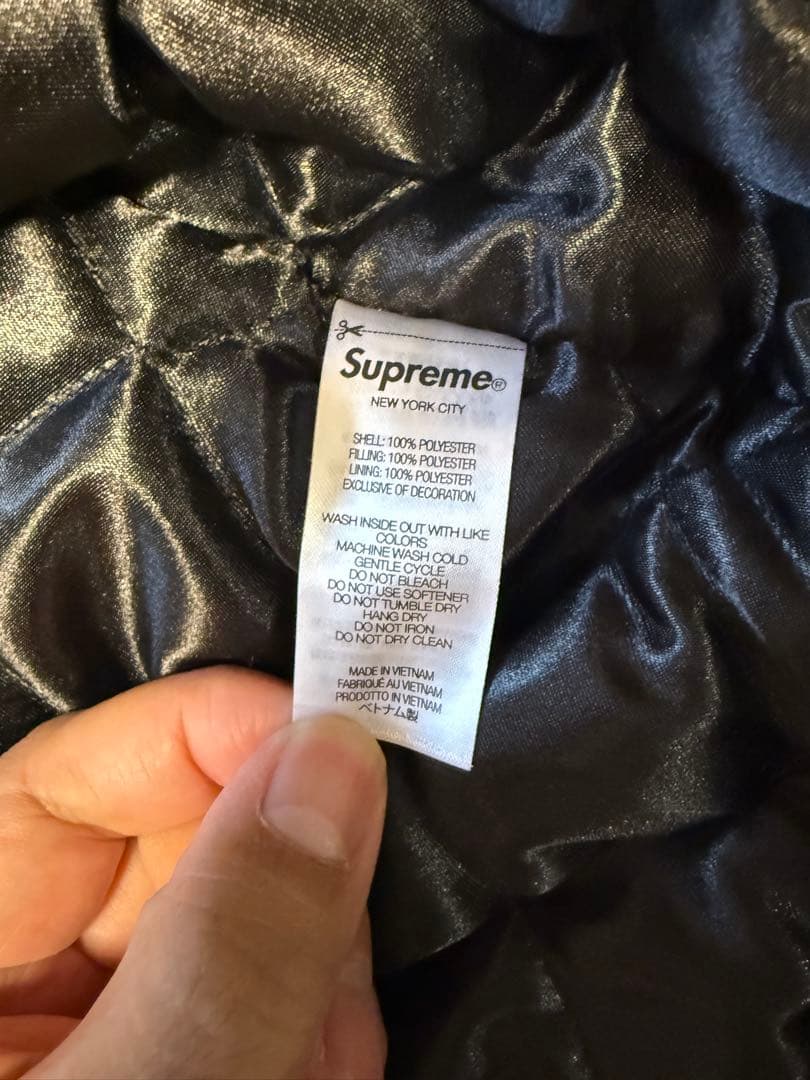 Supreme®
NEW YORK CITY
SHELL: 100% POLYESTER
FILLING: 100% POLYESTER
LINING: 100% POLYESTER
EXCLUSIVE OF DECORATION
WASH INSIDE OUT WITH LIKE
COLORS
MACHINE WASH COLD
GENTLE CYCLE
DO NOT BLEACH
DO NOT USE SOFTENER
DO NOT TUMBLE DRY
HANG DRY
DO NOT IRON
DO NOT DRY CLEAN
MADE IN VIETNAM
FABRIQUÉ AU VIETNAM
PRODOTTO IN VIETNAM
ベトナム製